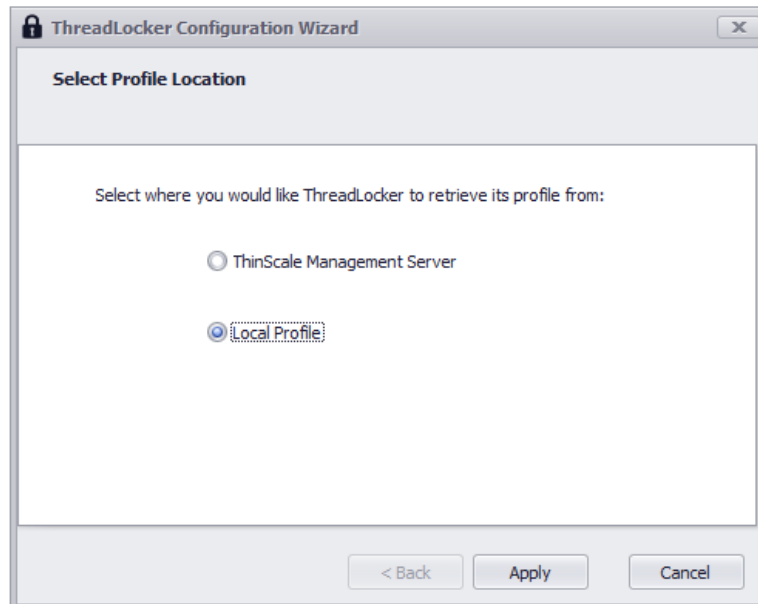 ThreadLocker Configuration Wizard
Select Profile Location
Select where you would like ThreadLocker to retrieve its profile from:
ThinScale Management Server
Local Profile
< Back Apply Cancel